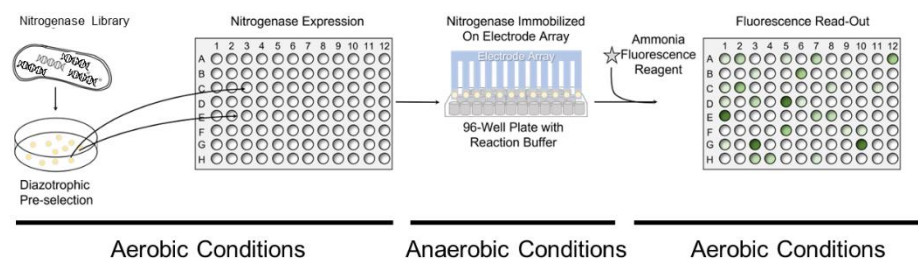 Nitrogenase Library
Diazotrophic
Pre-selection
Nitrogenase Expression
1 2 3 4 5 6 7 8 9 10 11 12
A
B
C
D
E
F
G
H
Nitrogenase Immobilized
On Electrode Array
Electrode Array
96-Well Plate with
Reaction Buffer
Ammonia
Fluorescence
Reagent
Fluorescence Read-Out
1 2 3 4 5 6 7 8 9 10 11 12
A
B
C
D
E
F
G
H
Aerobic Conditions
Anaerobic Conditions
Aerobic Conditions